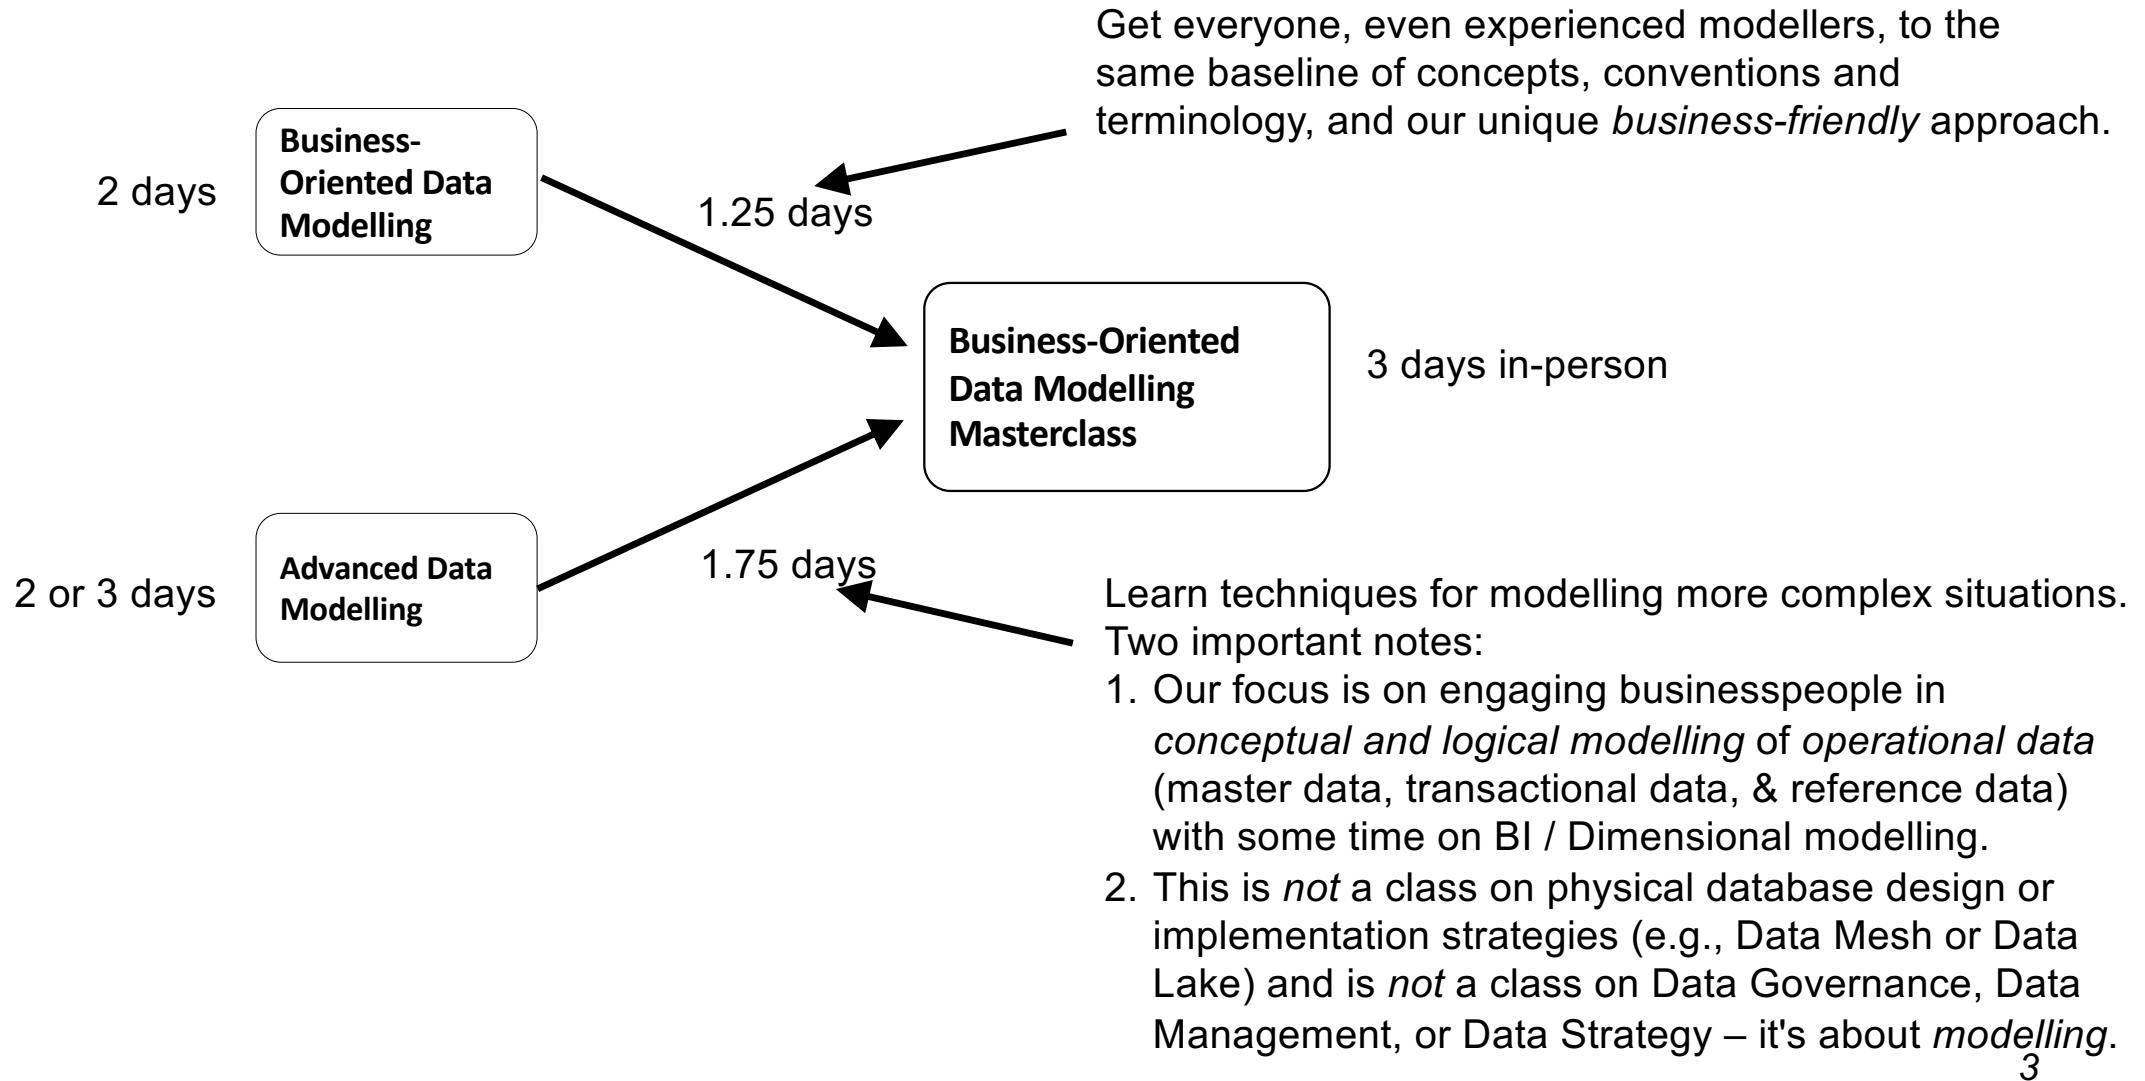 Get everyone, even experienced modellers, to the
same baseline of concepts, conventions and
terminology, and our unique business-friendly approach.
2 days
Business-
Oriented Data
Modelling
1.25 days
Business-Oriented
Data Modelling
Masterclass
3 days in-person
2 or 3 days
Advanced Data
Modelling
1.75 days
Learn techniques for modelling more complex situations.
Two important notes:
1. Our focus is on engaging businesspeople in
conceptual and logical modelling of operational data
(master data, transactional data, & reference data)
with some time on BI / Dimensional modelling.
2. This is not a class on physical database design or
implementation strategies (e.g., Data Mesh or Data
Lake) and is not a class on Data Governance, Data
Management, or Data Strategy – it's about modelling.
3